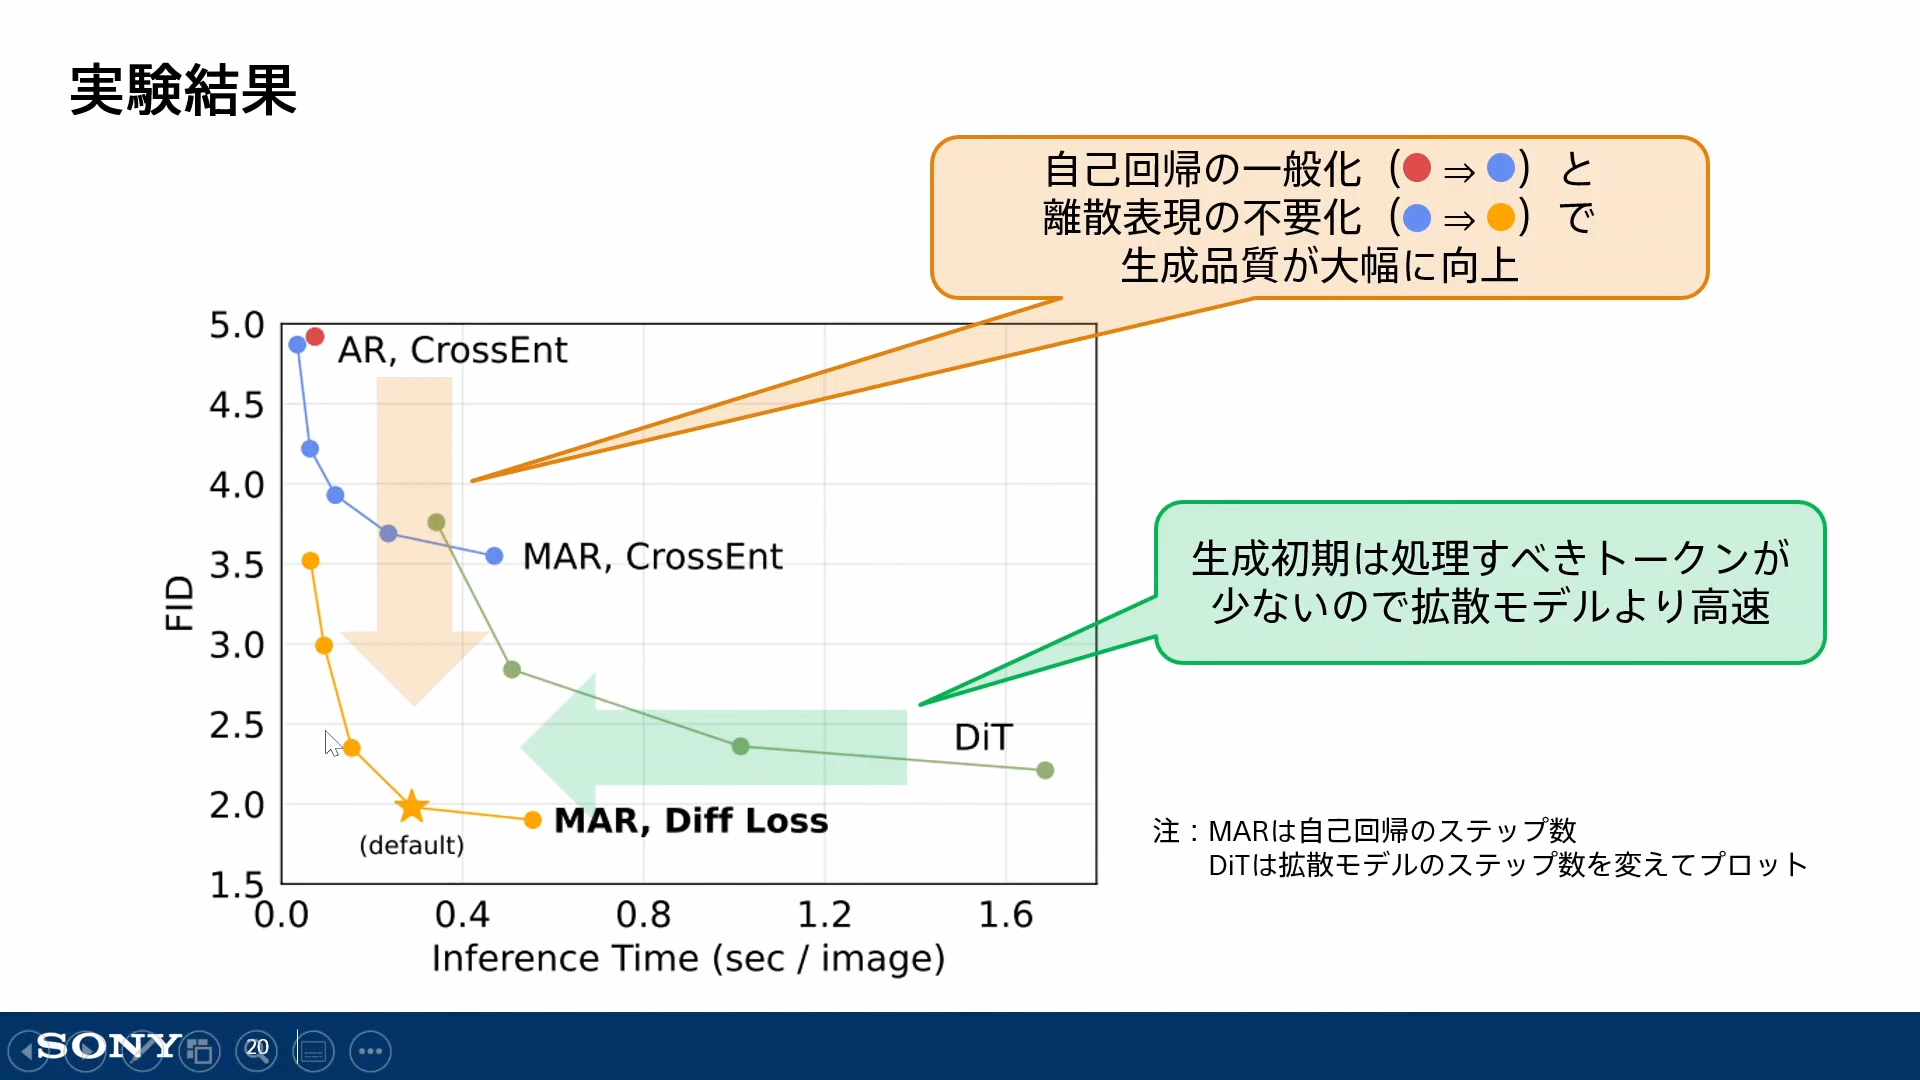 実験結果
自己回帰の一般化（⇒）と
離散表現の不要化（⇒）で
生成品質が大幅に向上
5.0
4.5
4.0
3.5
3.0
2.5
2.0
1.5
FID
AR, CrossEnt
MAR, CrossEnt
DiT
MAR, Diff Loss
(default)
0.0 0.4 0.8 1.2 1.6
Inference Time (sec / image)
生成初期は処理すべきトークンが
少ないので拡散モデルより高速
注：MARは自己回帰のステップ数
DiTは拡散モデルのステップ数を変えてプロット
SONY
20